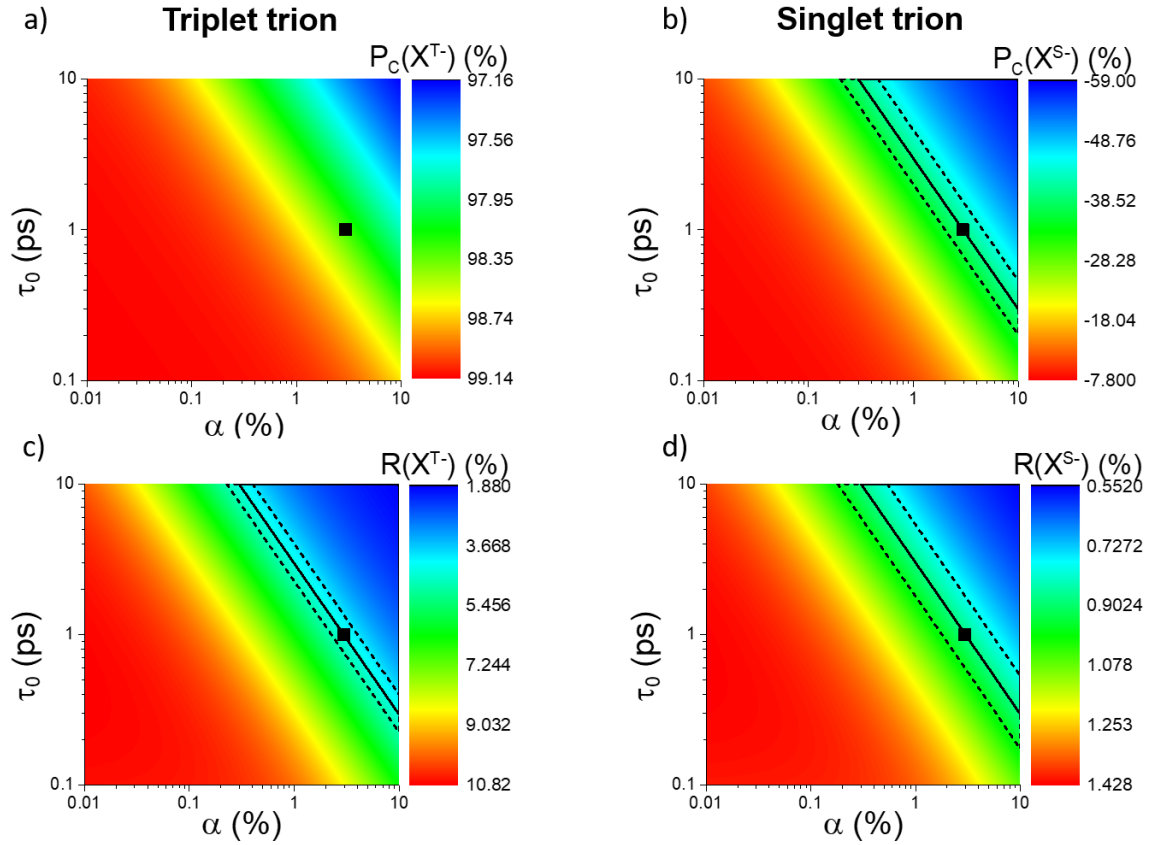 a) Triplet trion
b) Singlet trion
P_C(X^T-) (%)
P_C(X^S-) (%)
10
1
0.1
τ₀ (ps)
0.01 0.1 1 10
α (%)
97.16
97.56
97.95
98.35
98.74
99.14
10
1
0.1
τ₀ (ps)
0.01 0.1 1 10
α (%)
-59.00
-48.76
-38.52
-28.28
-18.04
-7.800
c)
R(X^T-) (%)
d)
R(X^S-) (%)
10
1
0.1
τ₀ (ps)
0.01 0.1 1 10
α (%)
1.880
3.668
5.456
7.244
9.032
10.82
10
1
0.1
τ₀ (ps)
0.01 0.1 1 10
α (%)
0.5520
0.7272
0.9024
1.078
1.253
1.428